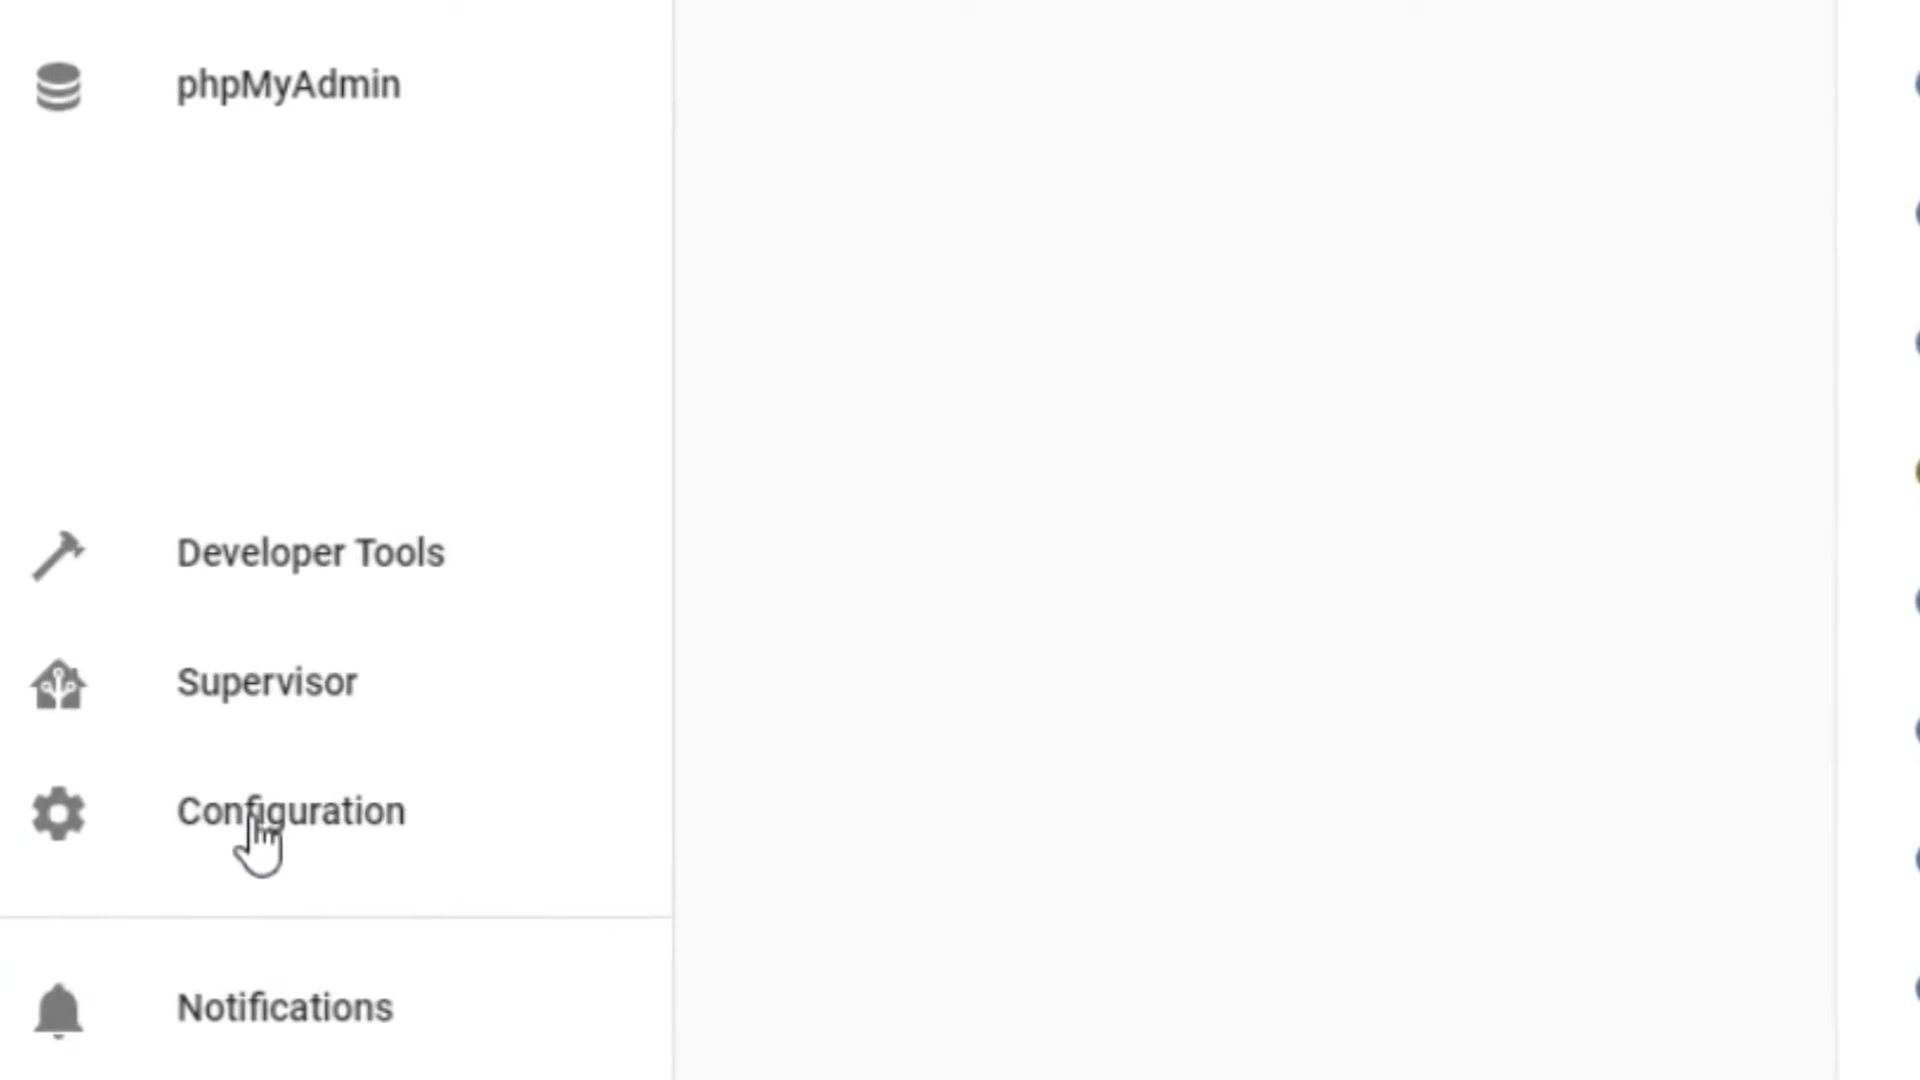 phpMyAdmin
Developer Tools
Supervisor
Configuration
Notifications